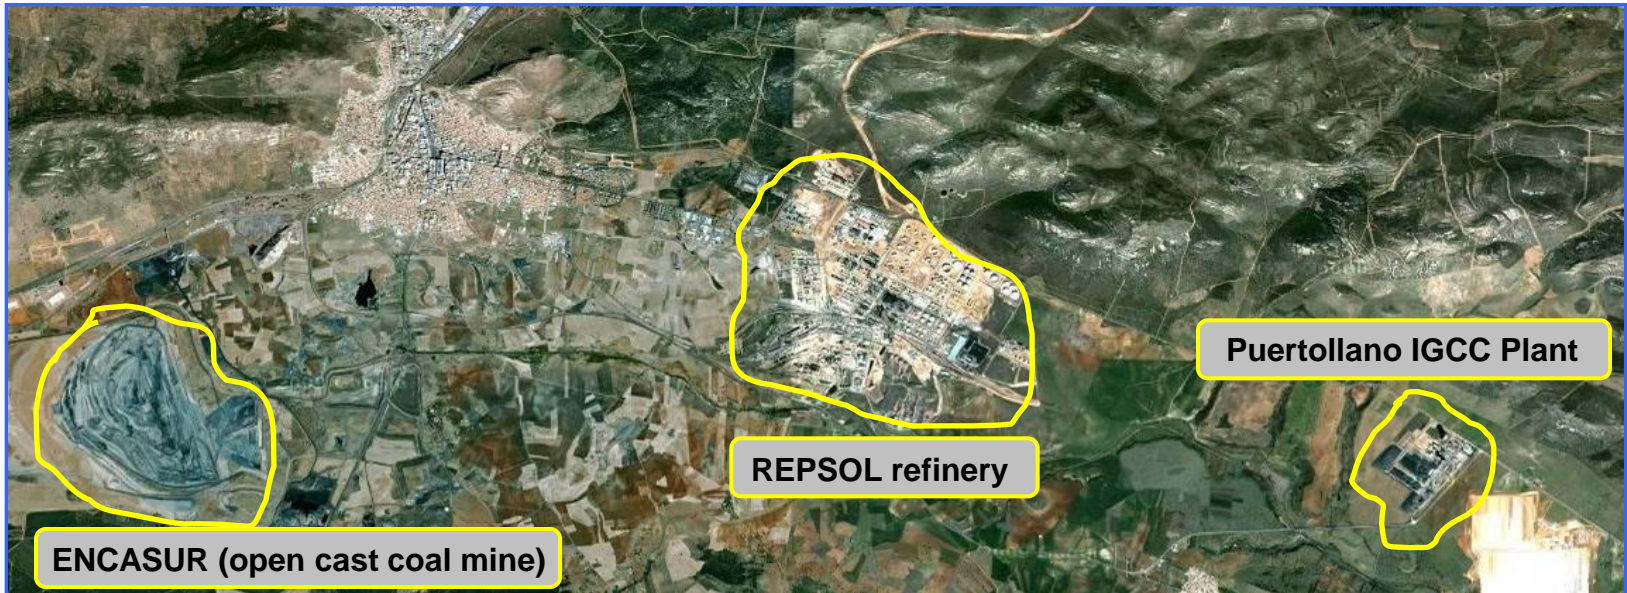 Puertollano IGCC Plant
REPSOL refinery
ENCASUR (open cast coal mine)